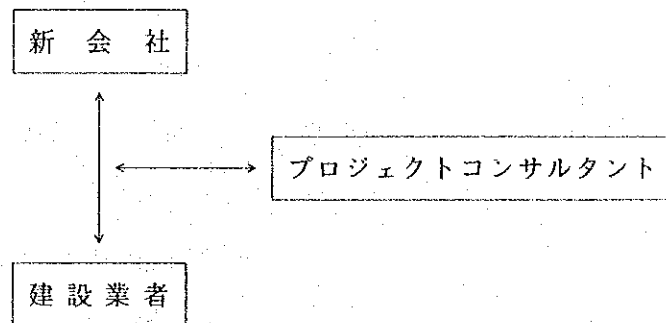 新会社
プロジェクトコンサルタント
建設業者